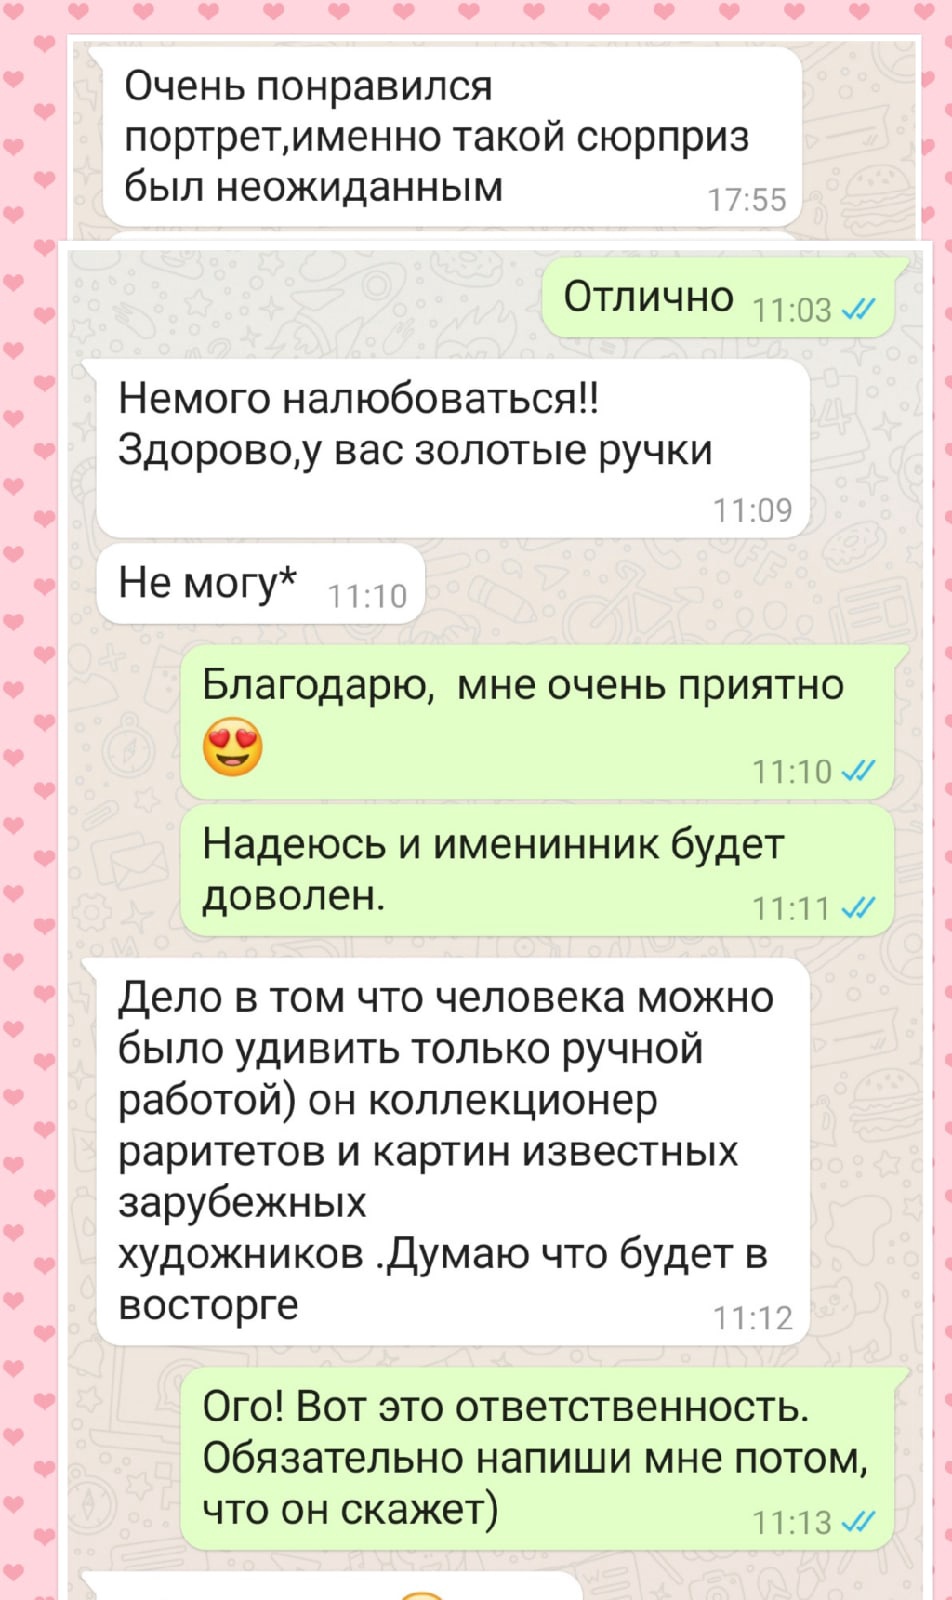 Очень понравился
портрет,именно такой сюрприз
был неожиданным
17:55
Отлично 11:03
Немого налюбоваться!!
Здорово,у вас золотые ручки
11:09
Не могу* 11:10
Благодарю,  мне очень приятно
😍
11:10
Надеюсь и именинник будет
доволен.
11:11
Дело в том что человека можно
было удивить только ручной
работой) он коллекционер
раритетов и картин известных
зарубежных
художников .Думаю что будет в
восторге
11:12
Ого! Вот это ответственность.
Обязательно напиши мне потом,
что он скажет)
11:13